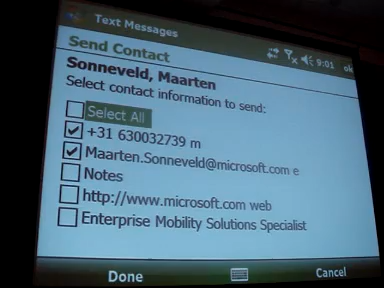 Text Messages
9:01 ok
Send Contact
Sonneveld, Maarten
Select contact information to send:
Select All
+31 630032739 m
Maarten.Sonneveld@microsoft.com e
Notes
http://www.microsoft.com web
Enterprise Mobility Solutions Specialist
Done
Cancel